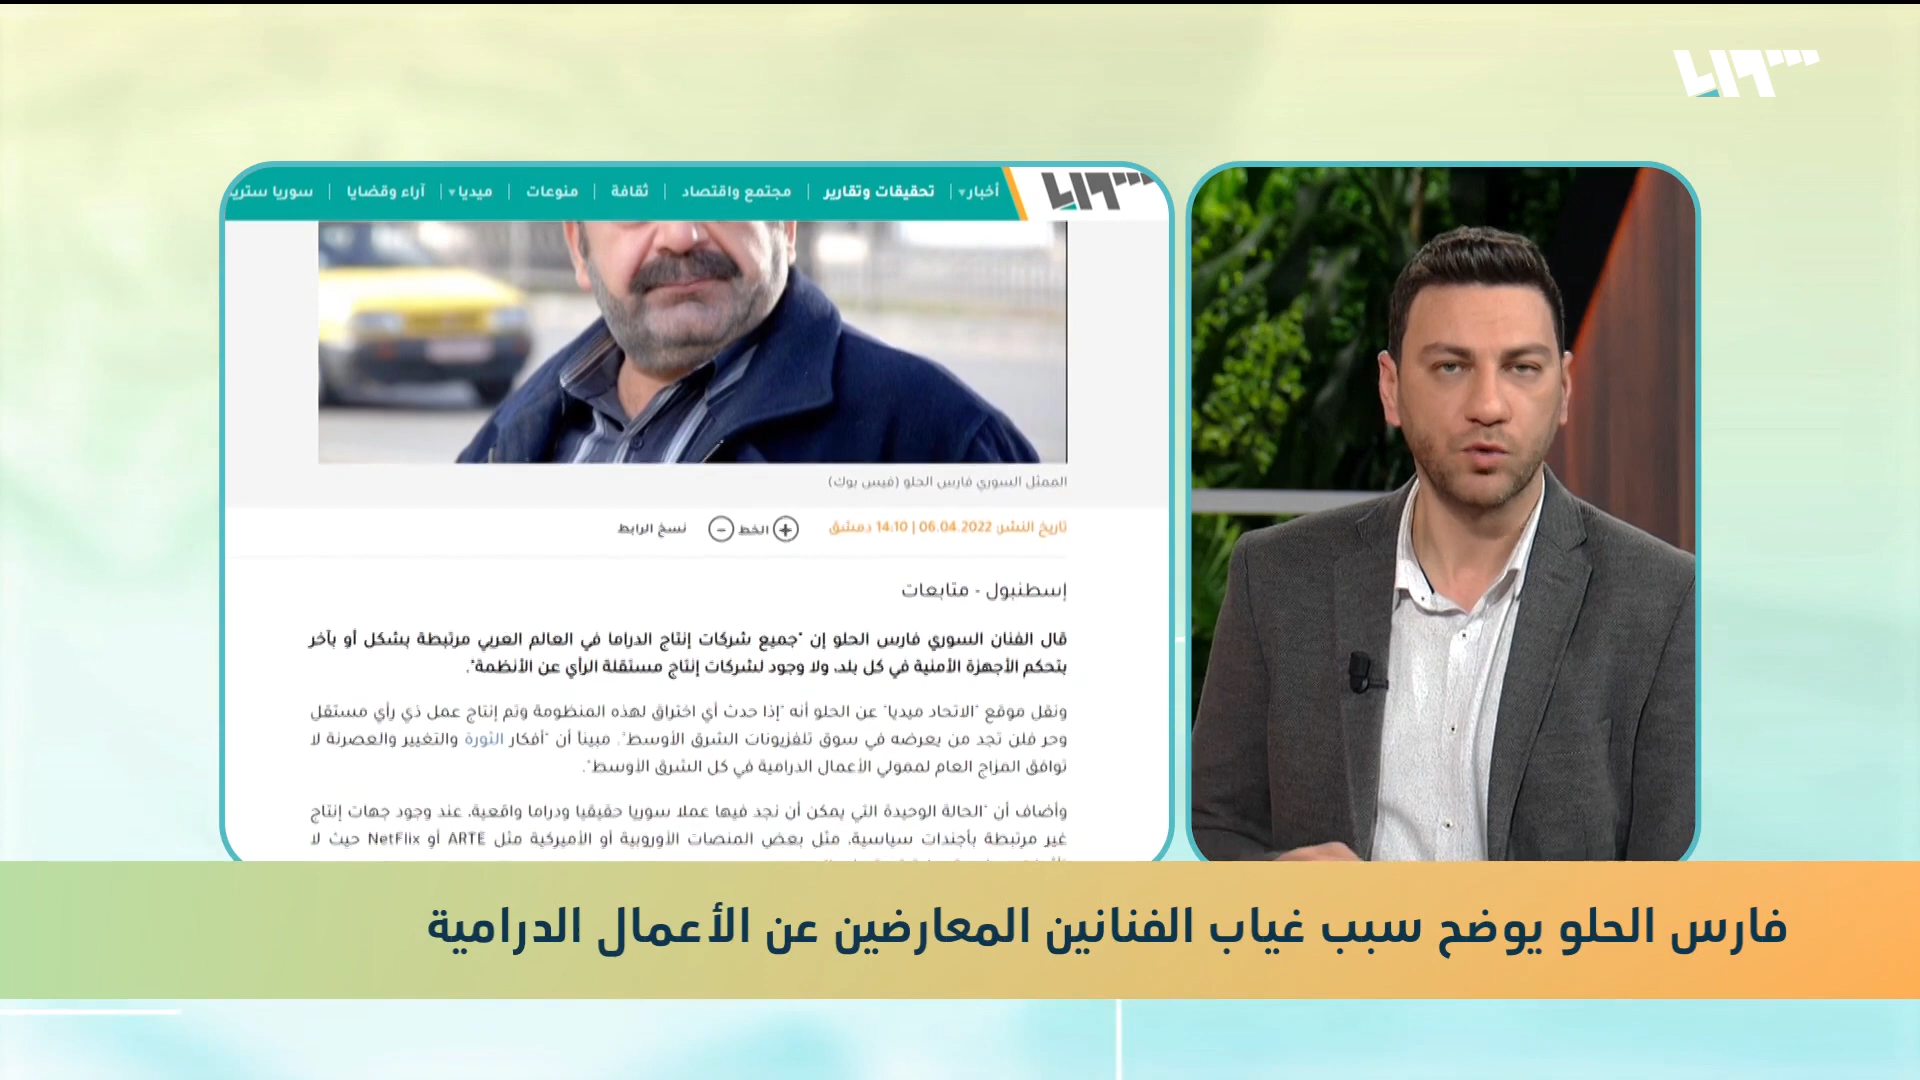 أخبار | تحقيقات وتقارير | مجتمع واقتصاد | ثقافة | منوعات | ميديا | آراء وقضايا | سوريا ستريت
الممثل السوري فارس الحلو (فيس بوك)
تاريخ النشر: 06.04.2022 | 14:10 دمشق
+ الخط -
نسخ الرابط
إسطنبول - متابعات
قال الفنان السوري فارس الحلو إن "جميع شركات إنتاج الدراما في العالم العربي مرتبطة بشكل أو بآخر
بتحكم الأجهزة الأمنية في كل بلد، ولا وجود لشركات إنتاج مستقلة الرأي عن الأنظمة".
ونقل موقع "الاتحاد ميديا" عن الحلو أنه "إذا حدث أي اختراق لهذه المنظومة وتم إنتاج عمل ذي رأي مستقل
وحر فلن تجد من يعرضه في سوق تلفزيونات الشرق الأوسط"، مبيناً أن "أفكار الثورة والتغيير والعصرنة لا
توافق المزاج العام لممولي الأعمال الدرامية في كل الشرق الأوسط".
وأضاف أن "الحالة الوحيدة التي يمكن أن نجد فيها عملا سوريا حقيقيا ودراما واقعية، عند وجود جهات إنتاج
غير مرتبطة بأجندات سياسية، مثل بعض المنصات الأوروبية أو الأميركية مثل ARTE أو NetFlix حيث لا
فارس الحلو يوضح سبب غياب الفنانين المعارضين عن الأعمال الدرامية